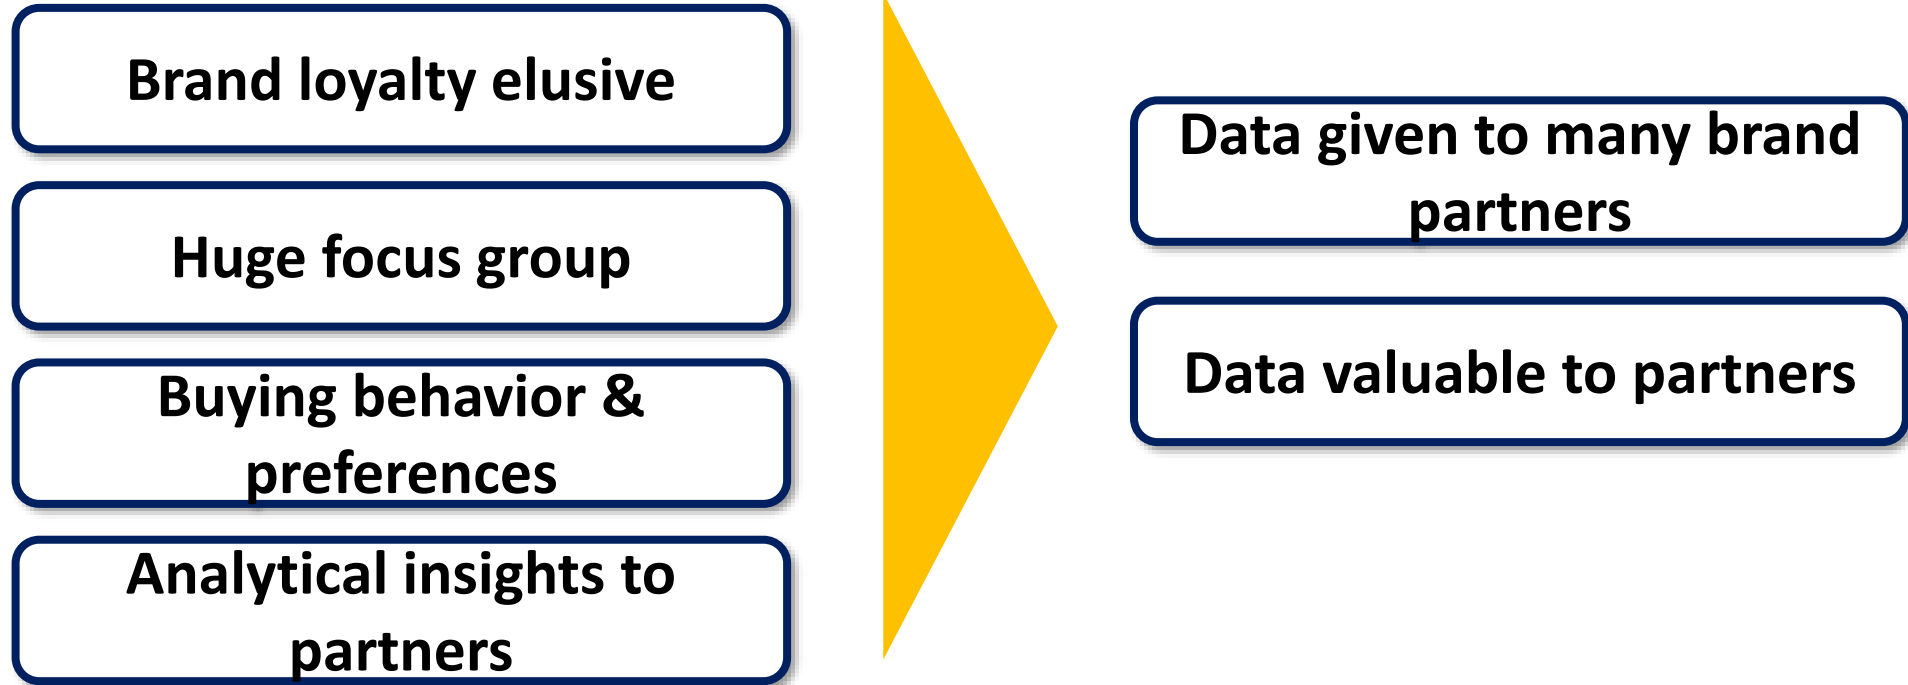 Brand loyalty elusive
Huge focus group
Buying behavior &
preferences
Analytical insights to
partners
Data given to many brand
partners
Data valuable to partners